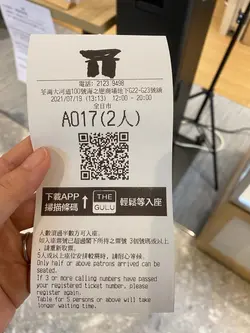 電話: 2123 9498
荃灣大河道100號海之戀商場地下G22-G23號舖
2021/07/19 (13:13) 12:00 - 20:00
全日市
A017(2人)
下載APP
掃描條碼
THE
GULU
輕鬆等入座
人數須過半數方可入座.
如入座票號已超過閣下所持之票號 3個號碼或以上
,請重新取票.
5人或以上座位安排較需時,請耐心等候.
Only half or above patrons arrived can be
seated.
If 3 or more calling numbers have passed
your registered ticket number, please
register again.
Table for 5 persons or above will take
longer waiting time.